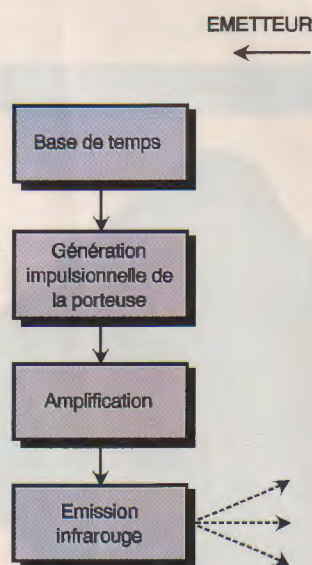 EMETTEUR
Base de temps
Génération
impulsionnelle de
la porteuse
Amplification
Emission
infrarouge